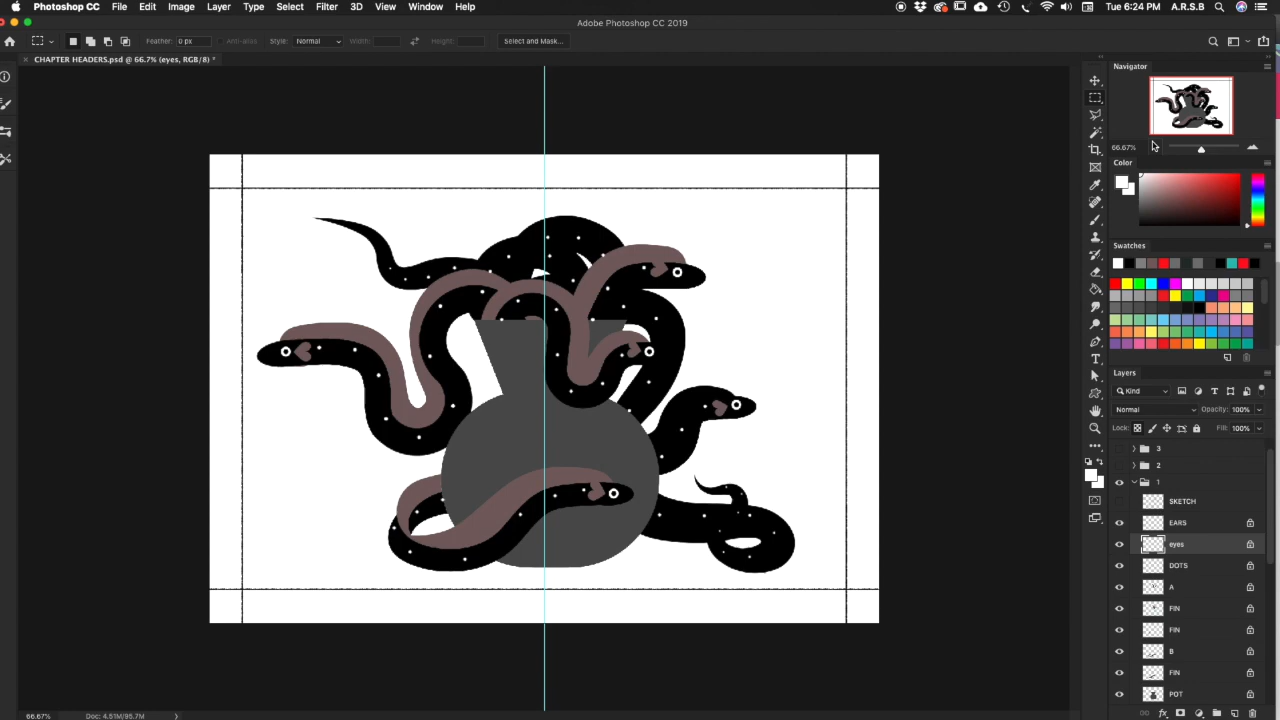 Photoshop CC File Edit Image Layer Type Select Filter 3D View Window Help Tue 6:24 PM A.R.S.B
Adobe Photoshop CC 2019
Feather: 0 px Anti-alias Style: Normal Width: Height: Select and Mask...
CHAPTER HEADERS.psd @ 66.7% (eyes, RGB/8) *
Navigator
66.67%
Color
Swatches
Layers
Kind
Normal Opacity: 100%
Lock: Fill: 100%
3
2
1
SKETCH
EARS
eyes
DOTS
A
FIN
FIN
B
FIN
POT
66.67% Doc: 4.51M/95.7M